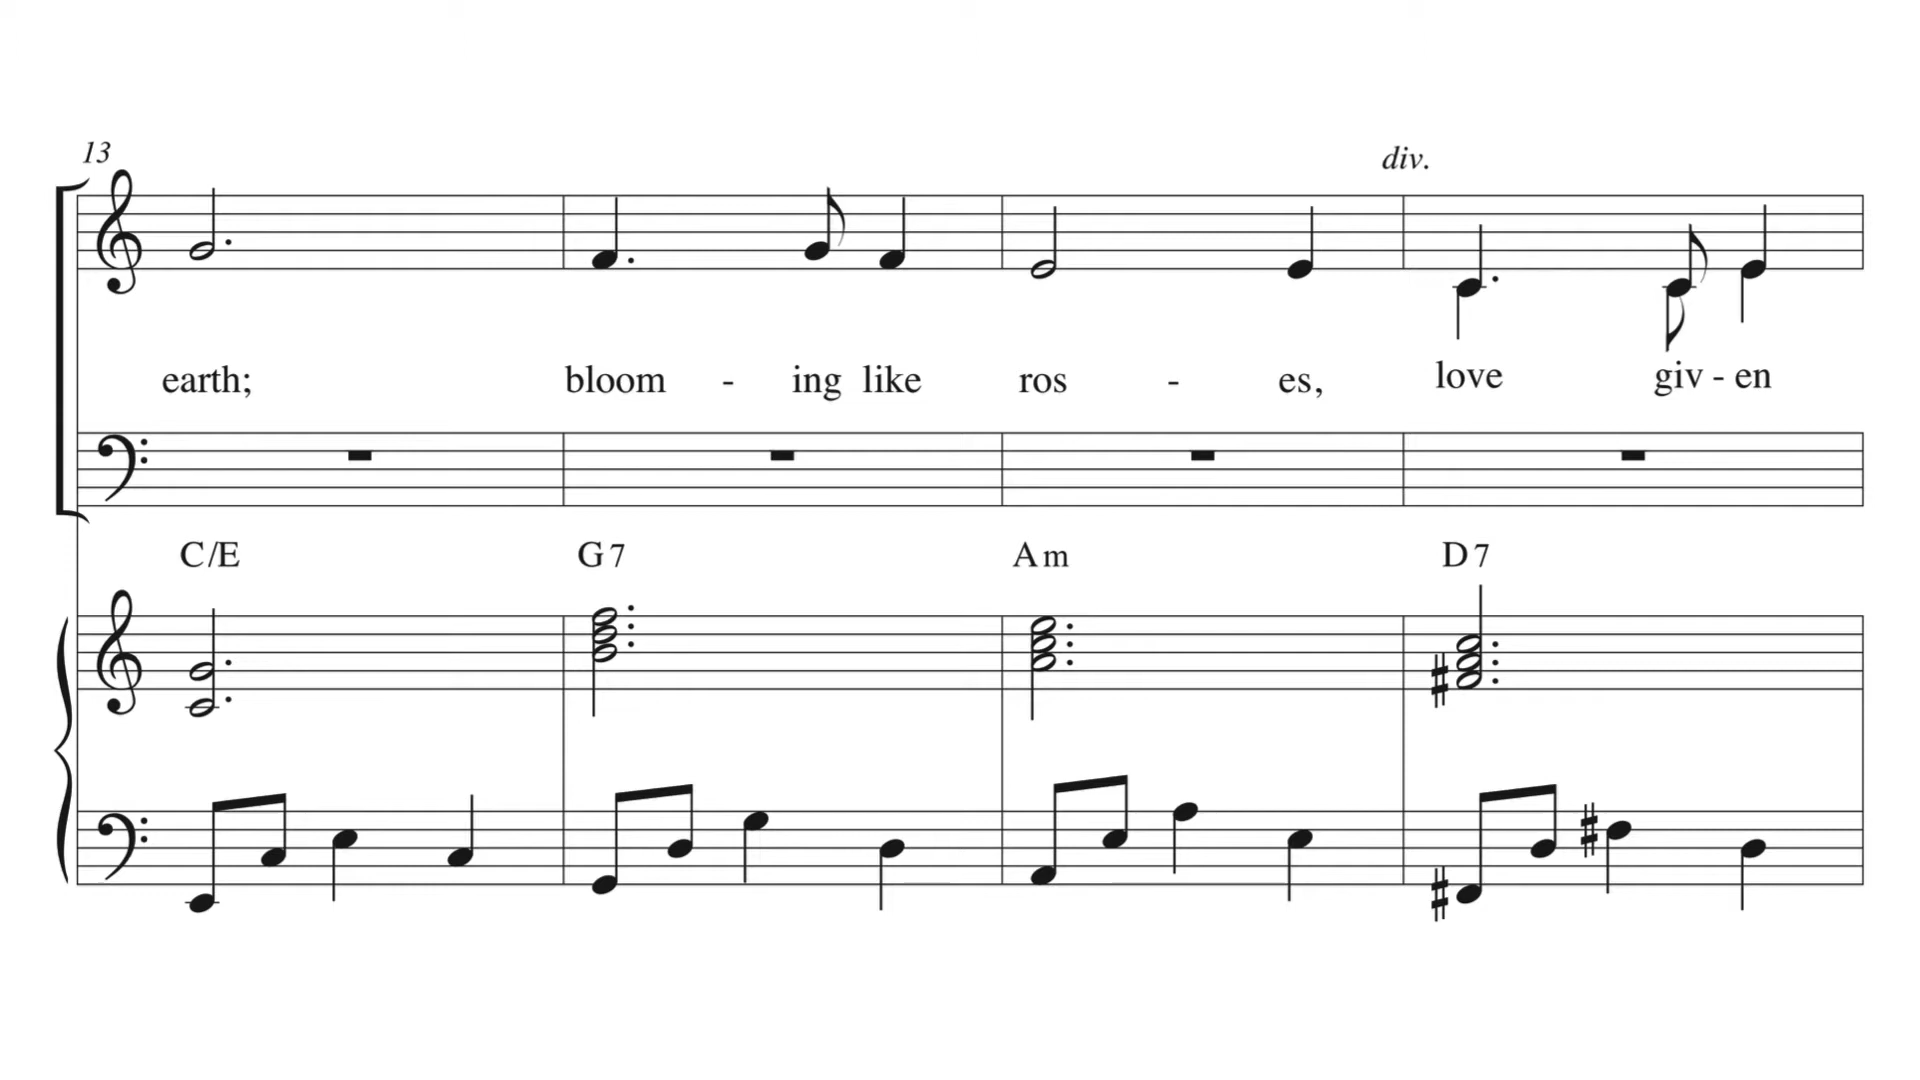 13
div.
earth; bloom - ing like ros - es, love giv - en
C/E G7 Am D7